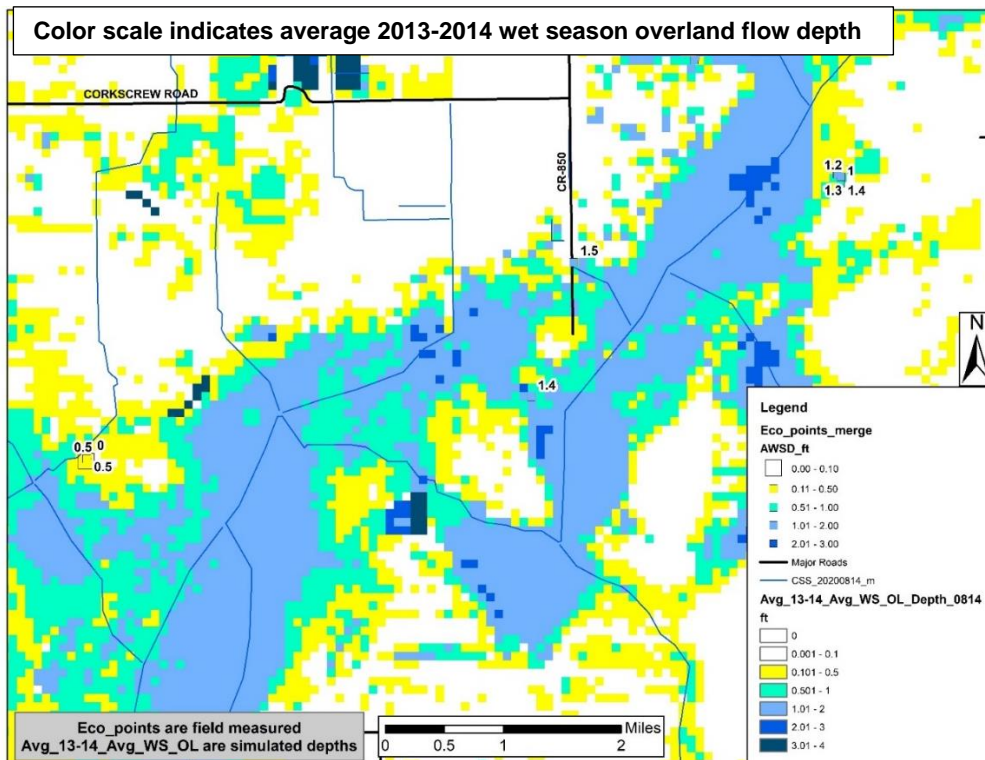 Color scale indicates average 2013-2014 wet season overland flow depth
CORKSCREW ROAD
CR-850
1.2
1
1.3
1.4
1.5
1.4
0.5
0
0.5
N
Legend
Eco_points_merge
AWSD_ft
0.00 - 0.10
0.11 - 0.50
0.51 - 1.00
1.01 - 2.00
2.01 - 3.00
Major Roads
CSS_20200814_m
Avg_13-14_Avg_WS_OL_Depth_0814
ft
0
0.001 - 0.1
0.101 - 0.5
0.501 - 1
1.01 - 2
2.01 - 3
3.01 - 4
Eco_points are field measured
Avg_13-14_Avg_WS_OL are simulated depths
Miles
0 0.5 1 2